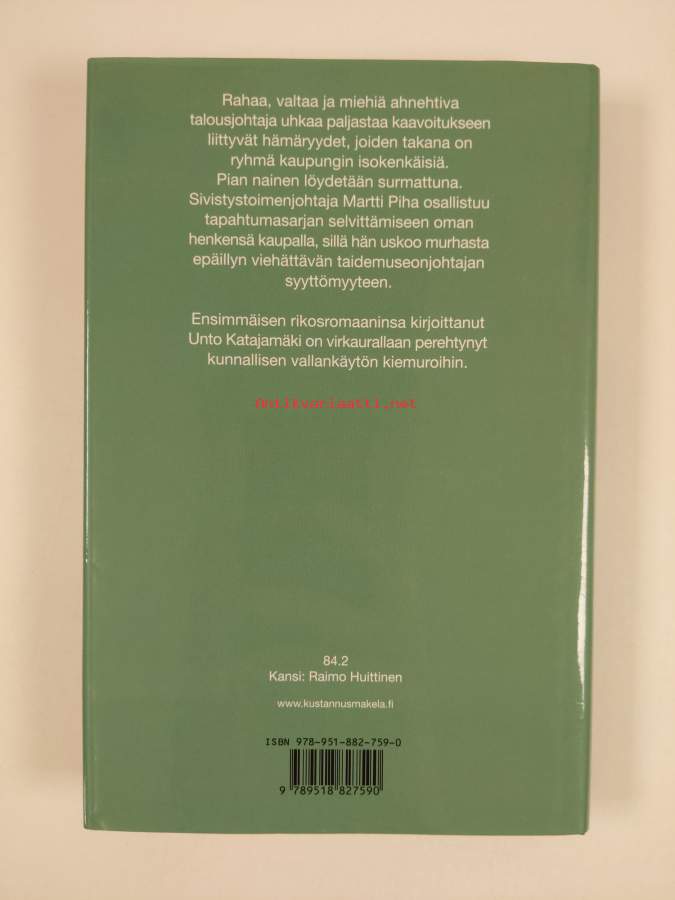 Rahaa, valtaa ja miehiä ahnehtiva
talousjohtaja uhkaa paljastaa kaavoitukseen
liittyvät hämäryydet, joiden takana on
ryhmä kaupungin isokenkäisiä.
Pian nainen löydetään surmattuna.
Sivistystoimenjohtaja Martti Piha osallistuu
tapahtumasarjan selvittämiseen oman
henkensä kaupalla, sillä hän uskoo murhasta
epäillyn viehättävän taidemuseonjohtajan
syyttömyyteen.
Ensimmäisen rikosromaaninsa kirjoittanut
Unto Katajamäki on virkaurallaan perehtynyt
kunnallisen vallankäytön kiemuroihin.
Antikvariaatti.net
84.2
Kansi: Raimo Huittinen
www.kustannusmakela.fi
ISBN 978-951-882-759-0
9 789518 827590